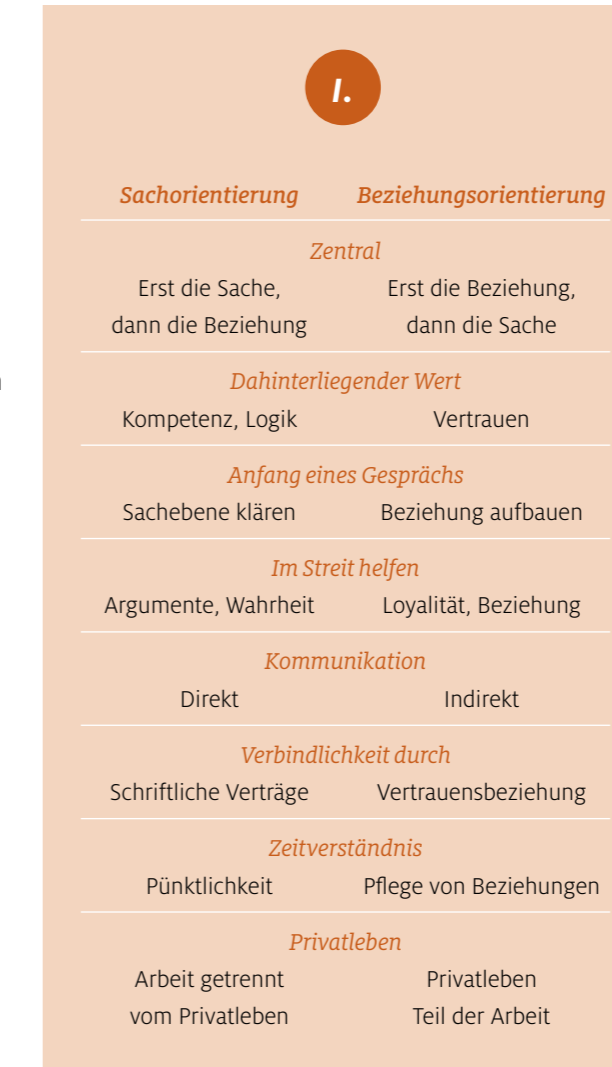 I.
Sachorientierung Beziehungsorientierung
Zentral
Erst die Sache, Erst die Beziehung,
dann die Beziehung dann die Sache
Dahinterliegender Wert
Kompetenz, Logik Vertrauen
Anfang eines Gesprächs
Sachebene klären Beziehung aufbauen
Im Streit helfen
Argumente, Wahrheit Loyalität, Beziehung
Kommunikation
Direkt Indirekt
Verbindlichkeit durch
Schriftliche Verträge Vertrauensbeziehung
Zeitverständnis
Pünktlichkeit Pflege von Beziehungen
Privatleben
Arbeit getrennt Privatleben
vom Privatleben Teil der Arbeit